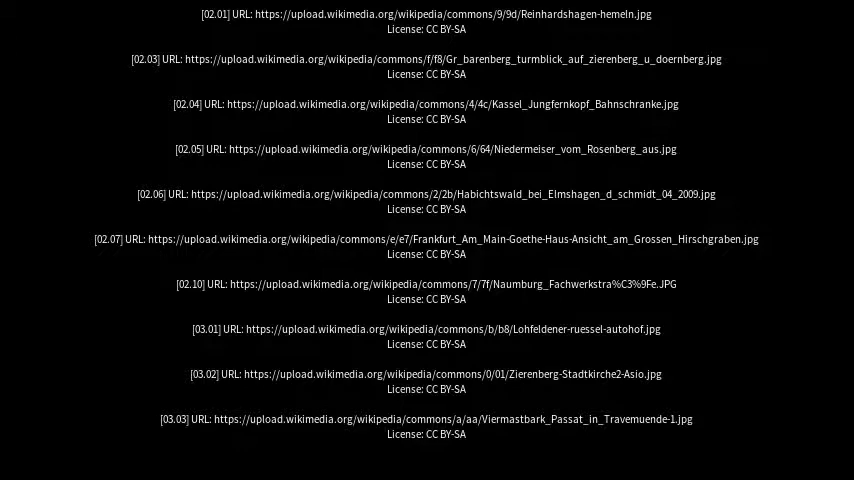 [02.01] URL: https://upload.wikimedia.org/wikipedia/commons/9/9d/Reinhardshagen-hemeln.jpg
License: CC BY-SA
[02.03] URL: https://upload.wikimedia.org/wikipedia/commons/f/f8/Gr_barenberg_turmblick_auf_zierenberg_u_doernberg.jpg
License: CC BY-SA
[02.04] URL: https://upload.wikimedia.org/wikipedia/commons/4/4c/Kassel_Jungfernkopf_Bahnschranke.jpg
License: CC BY-SA
[02.05] URL: https://upload.wikimedia.org/wikipedia/commons/6/64/Niedermeiser_vom_Rosenberg_aus.jpg
License: CC BY-SA
[02.06] URL: https://upload.wikimedia.org/wikipedia/commons/2/2b/Habichtswald_bei_Elmshagen_d_schmidt_04_2009.jpg
License: CC BY-SA
[02.07] URL: https://upload.wikimedia.org/wikipedia/commons/e/e7/Frankfurt_Am_Main-Goethe-Haus-Ansicht_am_Grossen_Hirschgraben.jpg
License: CC BY-SA
[02.10] URL: https://upload.wikimedia.org/wikipedia/commons/7/7f/Naumburg_Fachwerkstra%C3%9Fe.JPG
License: CC BY-SA
[03.01] URL: https://upload.wikimedia.org/wikipedia/commons/b/b8/Lohfeldener-ruessel-autohof.jpg
License: CC BY-SA
[03.02] URL: https://upload.wikimedia.org/wikipedia/commons/0/01/Zierenberg-Stadtkirche2-Asio.jpg
License: CC BY-SA
[03.03] URL: https://upload.wikimedia.org/wikipedia/commons/a/aa/Viermastbark_Passat_in_Travemuende-1.jpg
License: CC BY-SA